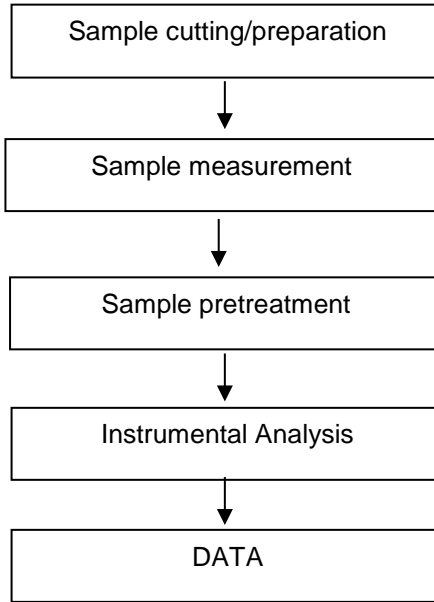 Sample cutting/preparation
Sample measurement
Sample pretreatment
Instrumental Analysis
DATA